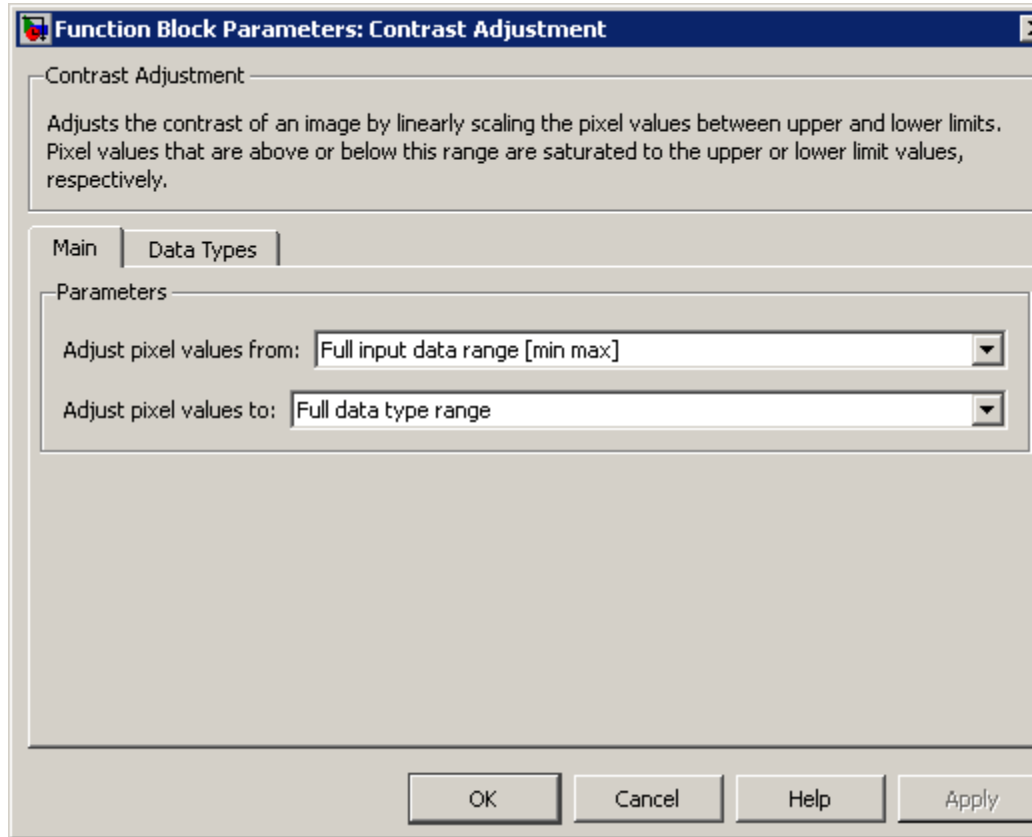 Function Block Parameters: Contrast Adjustment
Contrast Adjustment
Adjusts the contrast of an image by linearly scaling the pixel values between upper and lower limits.
Pixel values that are above or below this range are saturated to the upper or lower limit values,
respectively.
Main Data Types
Parameters
Adjust pixel values from: Full input data range [min max]
Adjust pixel values to: Full data type range
OK Cancel Help Apply